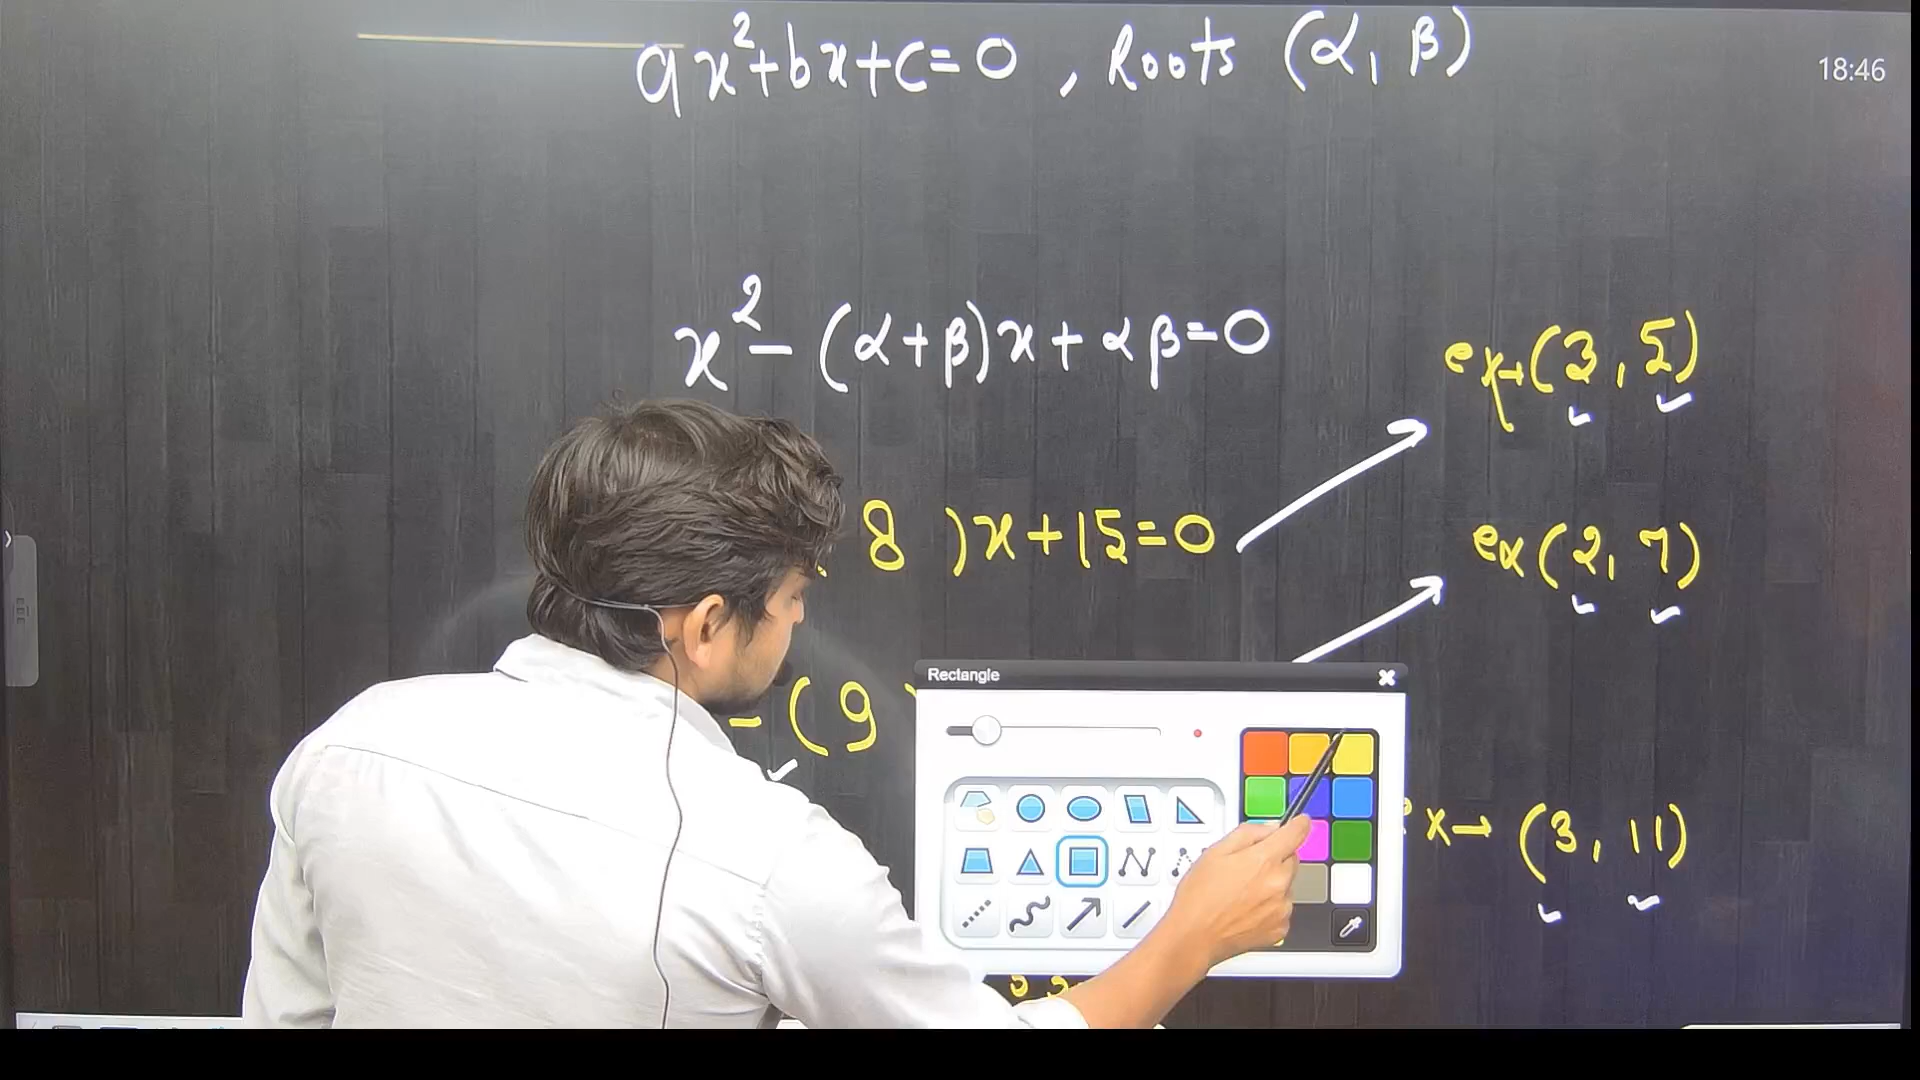 ax²+bx+c=0 , Roots (α, β)
18:46
x² - (α+β)x + αβ=0
ex→(3, 5)
8 )x+15=0
ex(2, 7)
Rectangle
- (9
x→ (3, 11)